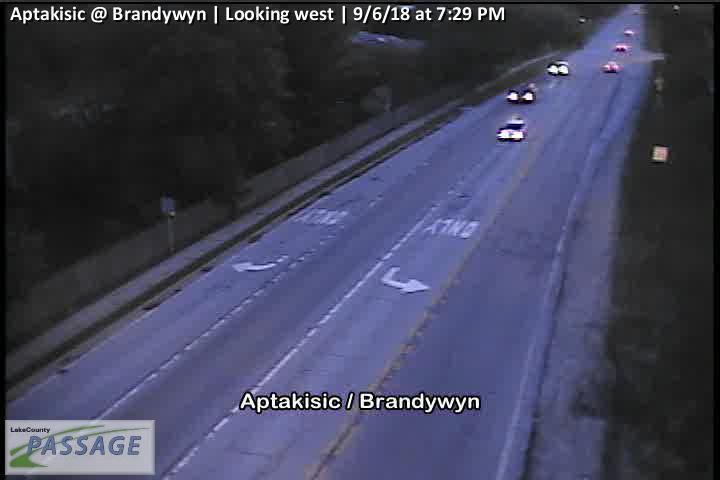 Aptakisic @ Brandywyn | Looking west | 9/6/18 at 7:29 PM
ONLY
ONLY
Aptakisic / Brandywyn
LakeCounty
PASSAGE